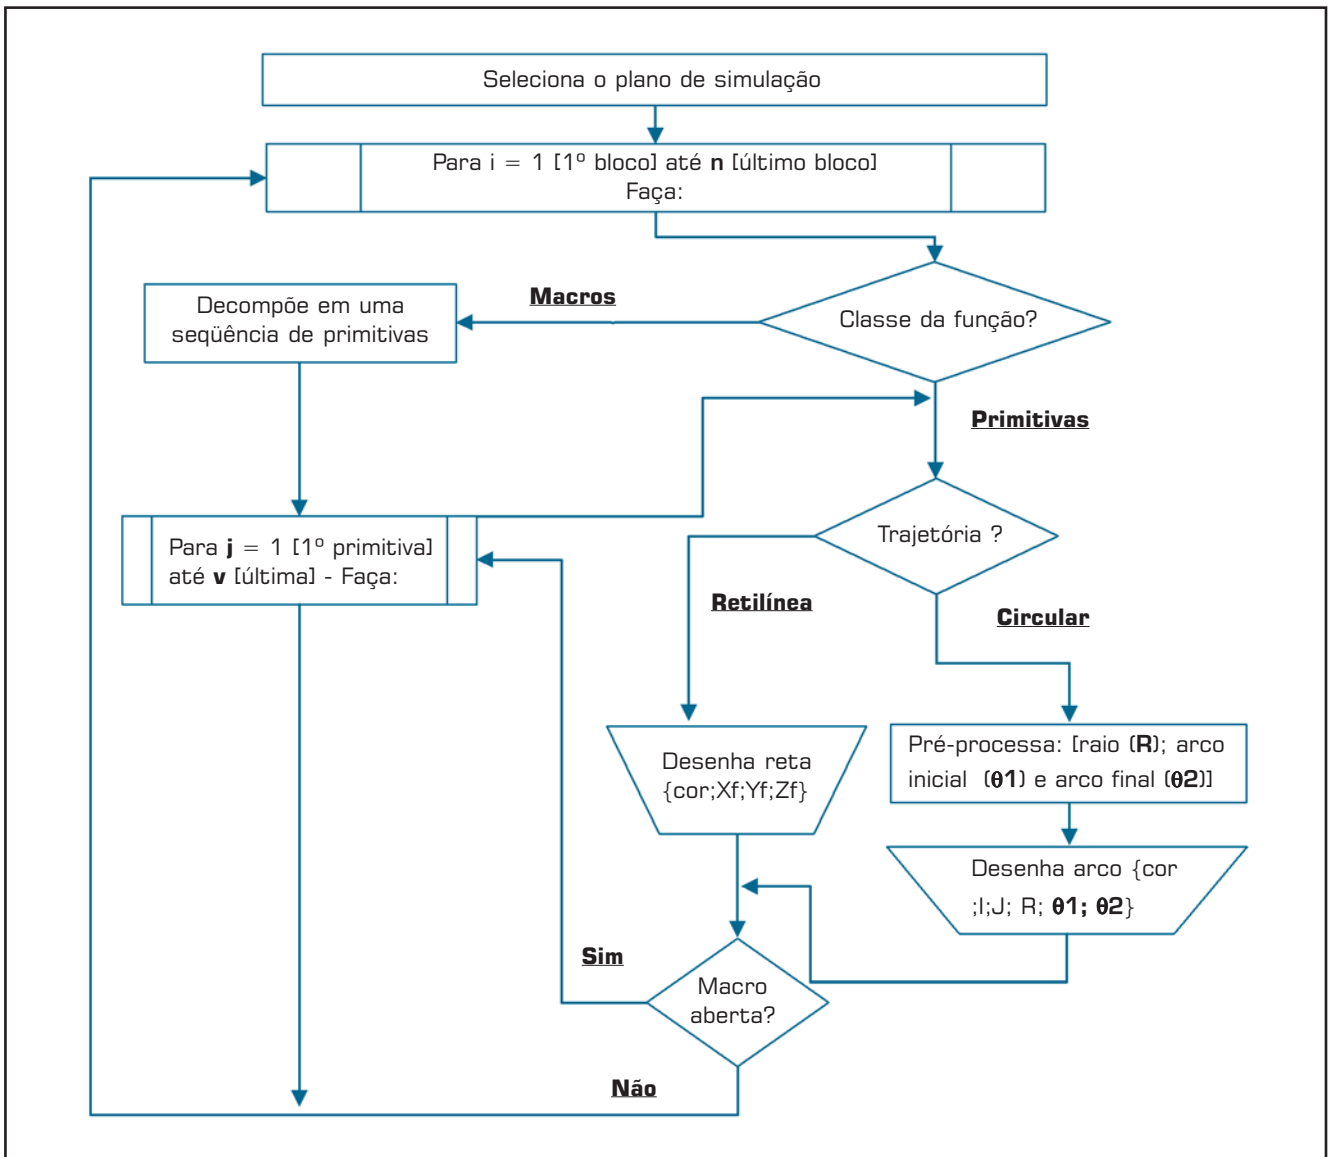 Seleciona o plano de simulação
Para i = 1 [1º bloco] até n [último bloco]
Faça:
Macros
Decompõe em uma
seqüência de primitivas
Classe da função?
Primitivas
Para j = 1 [1º primitiva]
até v [última] - Faça:
Trajetória ?
Retilínea
Circular
Desenha reta
{cor;Xf;Yf;Zf}
Pré-processa: [raio (R); arco
inicial (θ1) e arco final (θ2)]
Desenha arco {cor
;I;J; R; θ1; θ2}
Sim
Macro
aberta?
Não